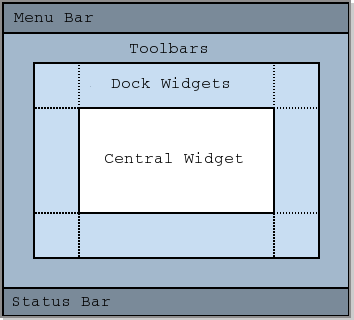 Menu Bar
Toolbars
Dock Widgets
Central Widget
Status Bar